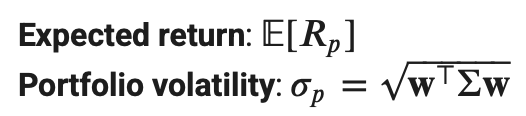 Expected return: 𝔼[Rₚ]
Portfolio volatility: σₚ = √(𝐰ᵀΣ𝐰)